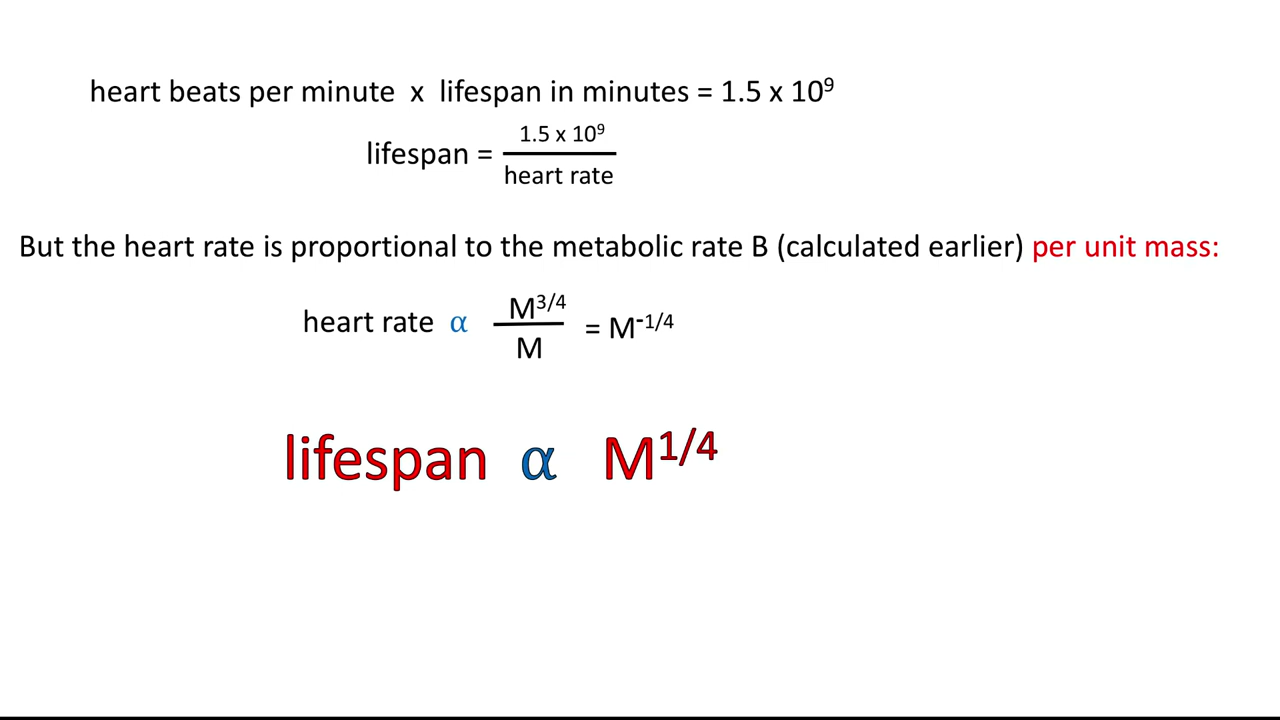 heart beats per minute x lifespan in minutes = 1.5 x 10⁹
lifespan = 1.5 x 10⁹ / heart rate
But the heart rate is proportional to the metabolic rate B (calculated earlier) per unit mass:
heart rate α M³/⁴ / M = M⁻¹/⁴
lifespan α M¹/⁴